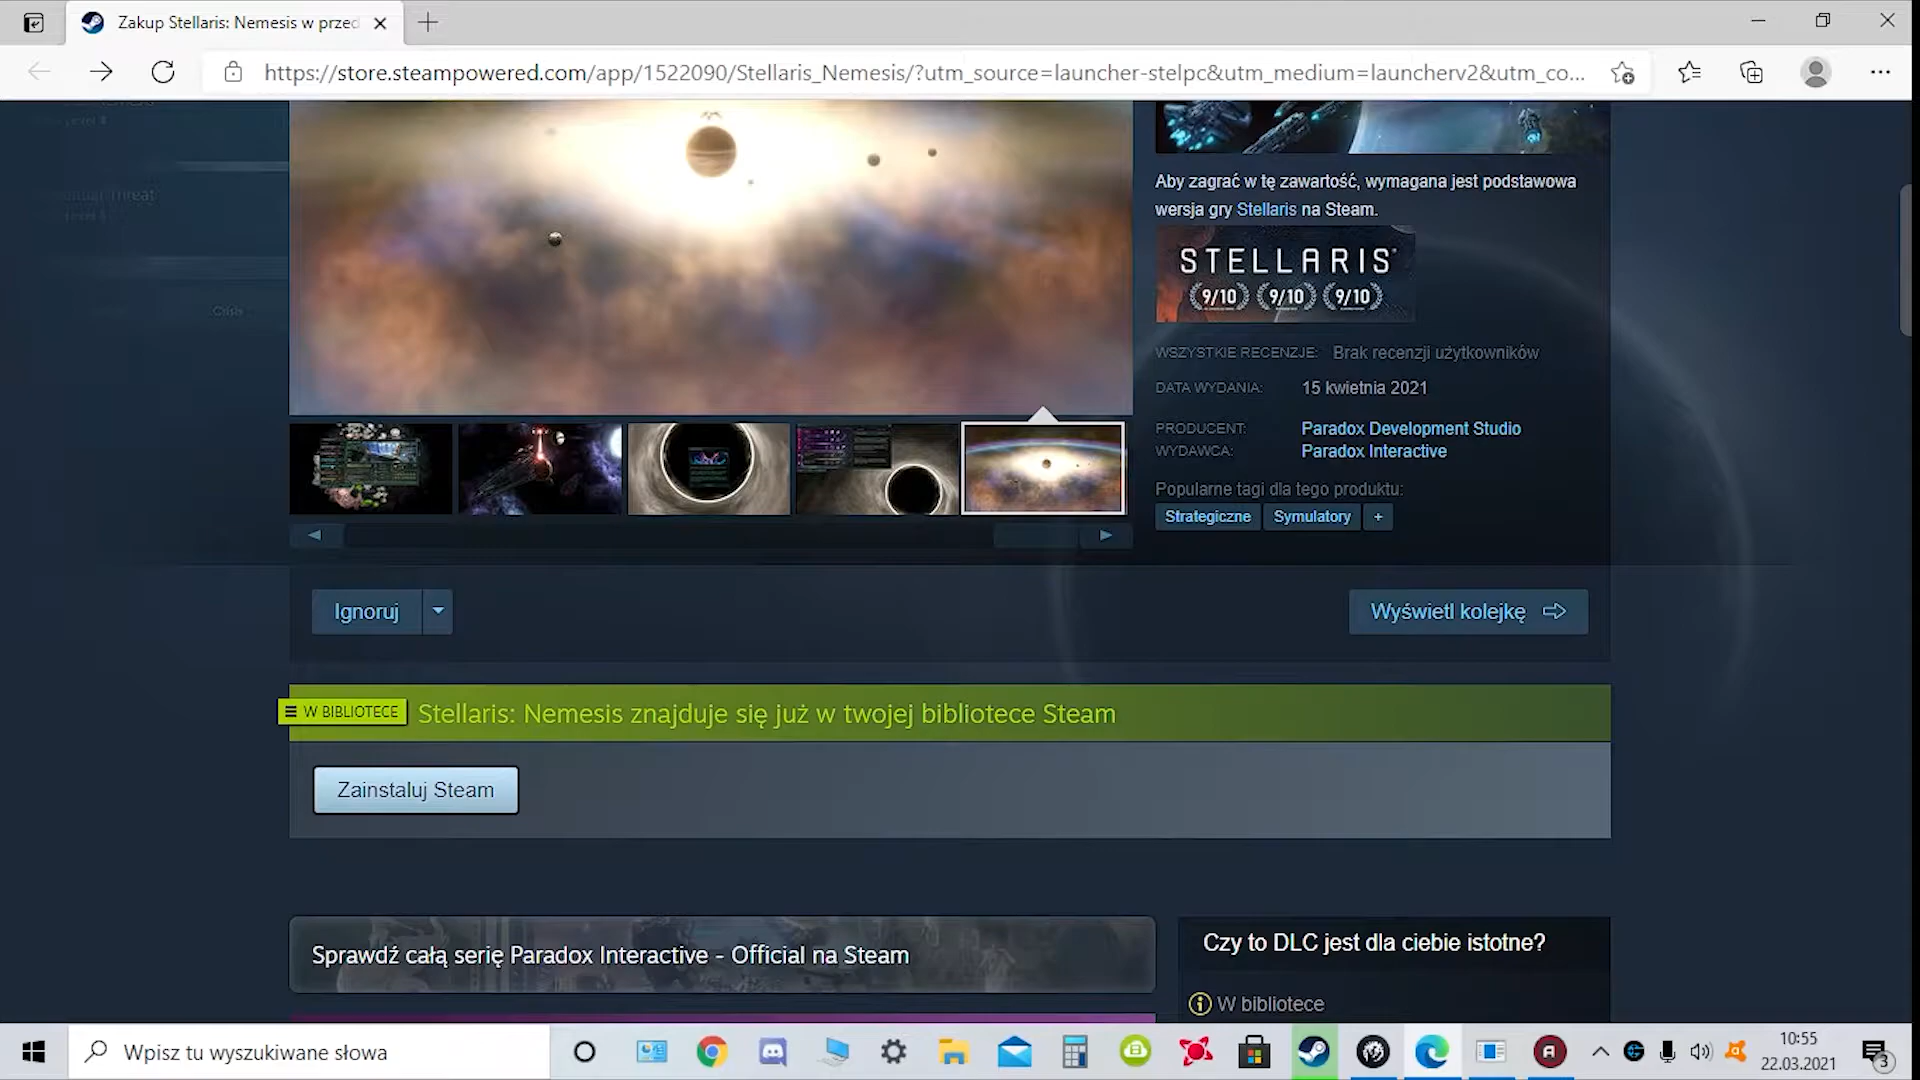 Zakup Stellaris: Nemesis w przed
https://store.steampowered.com/app/1522090/Stellaris_Nemesis/?utm_source=launcher-stelpc&utm_medium=launcherv2&utm_co...
Threat
Crisis
Aby zagrać w tę zawartość, wymagana jest podstawowa
wersja gry Stellaris na Steam.
STELLARIS
9/10 9/10 9/10
WSZYSTKIE RECENZJE: Brak recenzji użytkowników
DATA WYDANIA: 15 kwietnia 2021
PRODUCENT: Paradox Development Studio
WYDAWCA: Paradox Interactive
Popularne tagi dla tego produktu:
Strategiczne Symulatory +
Ignoruj
Wyświetl kolejkę
W BIBLIOTECE Stellaris: Nemesis znajduje się już w twojej bibliotece Steam
Zainstaluj Steam
Sprawdź całą serię Paradox Interactive - Official na Steam
Czy to DLC jest dla ciebie istotne?
W bibliotece
Wpisz tu wyszukiwane słowa
10:55
22.03.2021
3